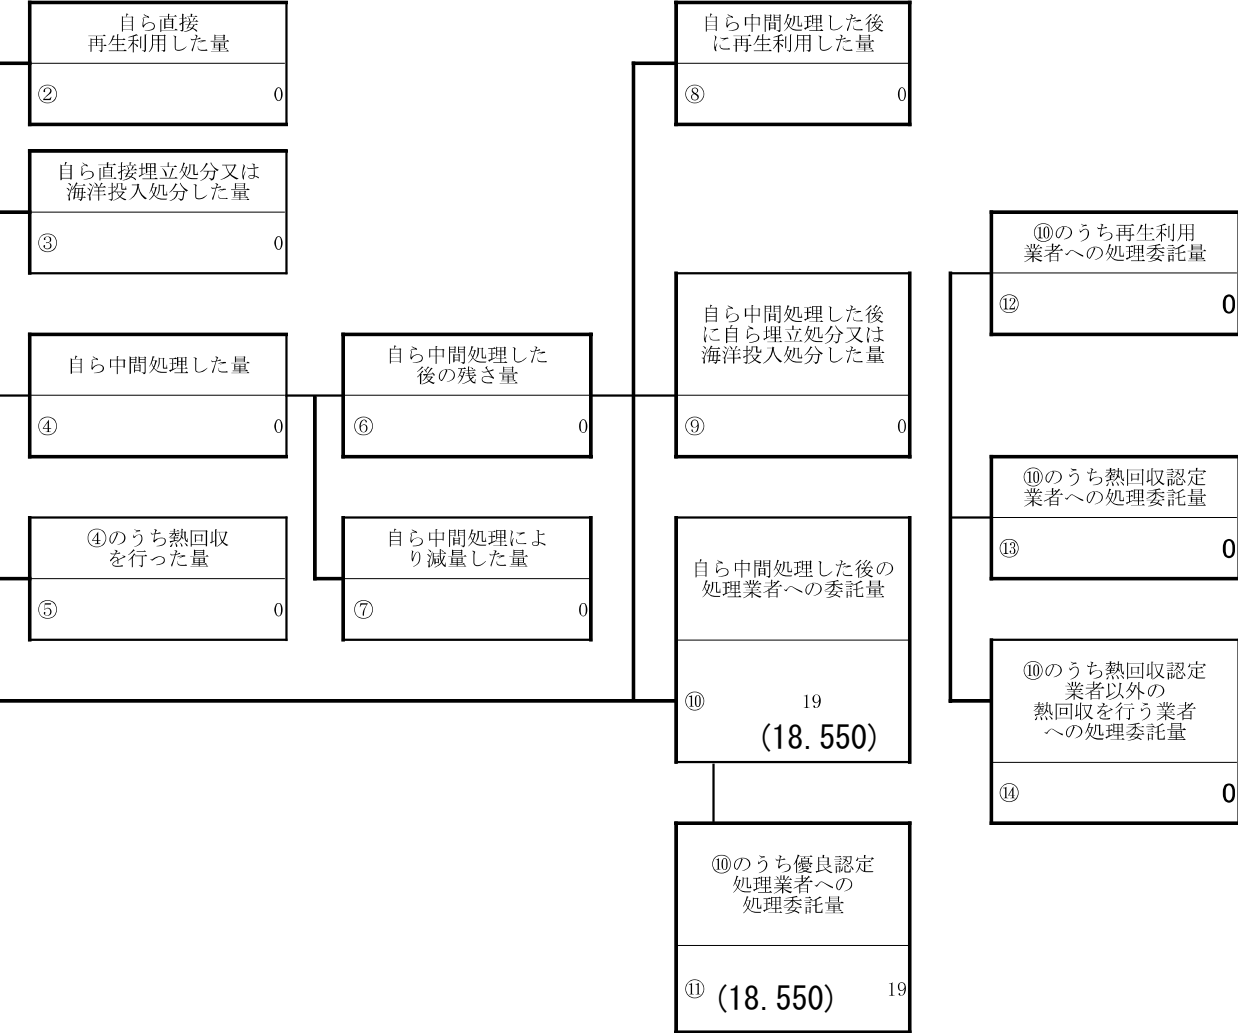 自ら直接
再生利用した量
② 0
自ら直接埋立処分又は
海洋投入処分した量
③ 0
自ら中間処理した量
④ 0
④のうち熱回収
を行った量
⑤ 0
自ら中間処理した
後の残さ量
⑥ 0
自ら中間処理によ
り減量した量
⑦ 0
自ら中間処理した後
に再生利用した量
⑧ 0
自ら中間処理した後
に自ら埋立処分又は
海洋投入処分した量
⑨ 0
自ら中間処理した後の
処理業者への委託量
⑩ 19
(18.550)
⑩のうち優良認定
処理業者への
処理委託量
⑪ (18.550) 19
⑩のうち再生利用
業者への処理委託量
⑫ 0
⑩のうち熱回収認定
業者への処理委託量
⑬ 0
⑩のうち熱回収認定
業者以外の
熱回収を行う業者
への処理委託量
⑭ 0